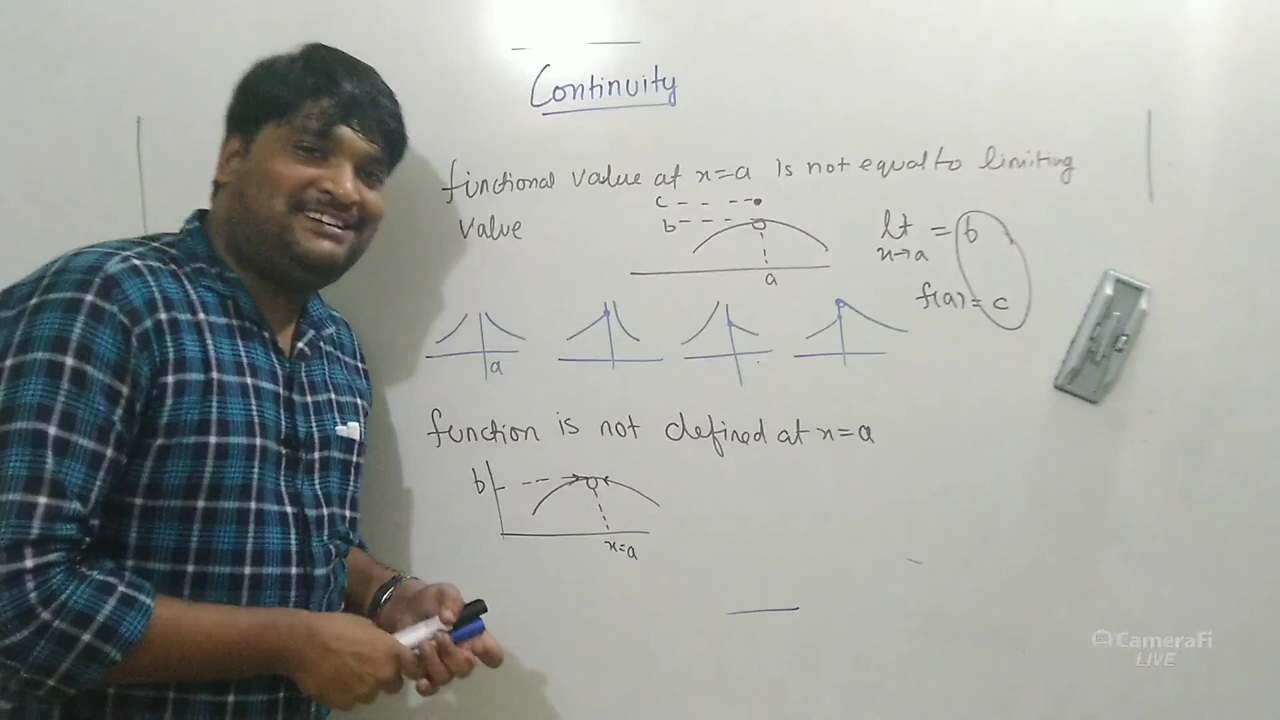 Continuity
functional value at x=a is not equal to limiting
value
c
b
a
lt = b
x→a
f(a) = c
a
function is not defined at x=a
b
x=a
CameraFi
LIVE